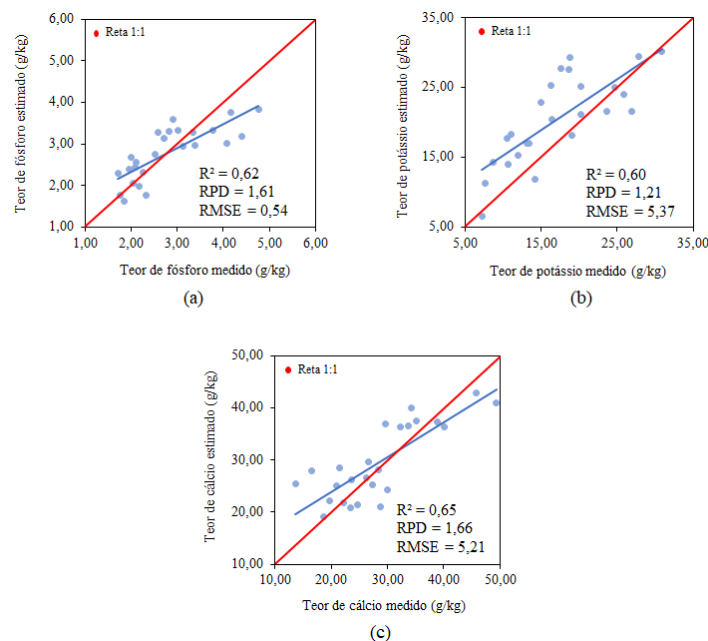 6,00
5,00
4,00
3,00
2,00
1,00
Teor de fósforo estimado (g/kg)
Reta 1:1
R² = 0,62
RPD = 1,61
RMSE = 0,54
1,00 2,00 3,00 4,00 5,00 6,00
Teor de fósforo medido (g/kg)
(a)
35,00
25,00
15,00
5,00
Teor de potássio estimado (g/kg)
Reta 1:1
R² = 0,60
RPD = 1,21
RMSE = 5,37
5,00 15,00 25,00 35,00
Teor de potássio medido (g/kg)
(b)
50,00
40,00
30,00
20,00
10,00
Teor de cálcio estimado (g/kg)
Reta 1:1
R² = 0,65
RPD = 1,66
RMSE = 5,21
10,00 20,00 30,00 40,00 50,00
Teor de cálcio medido (g/kg)
(c)